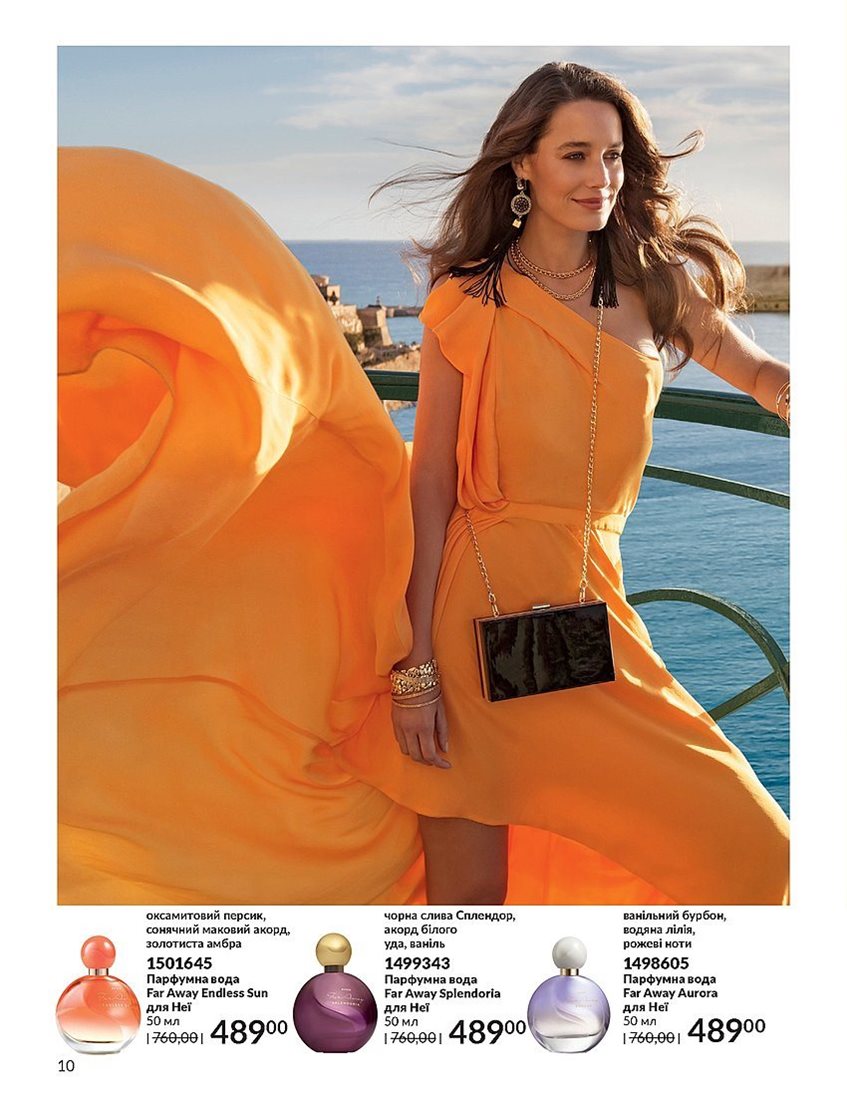 оксамитовий персик,
сонячний маковий акорд,
золотиста амбра
1501645
Парфумна вода
Far Away Endless Sun
для Неї
50 мл
760,00 489⁰⁰
чорна слива Сплендор,
акорд білого
уда, ваніль
1499343
Парфумна вода
Far Away Splendoria
для Неї
50 мл
760,00 489⁰⁰
ванільний бурбон,
водяна лілія,
рожеві ноти
1498605
Парфумна вода
Far Away Aurora
для Неї
50 мл
760,00 489⁰⁰
10